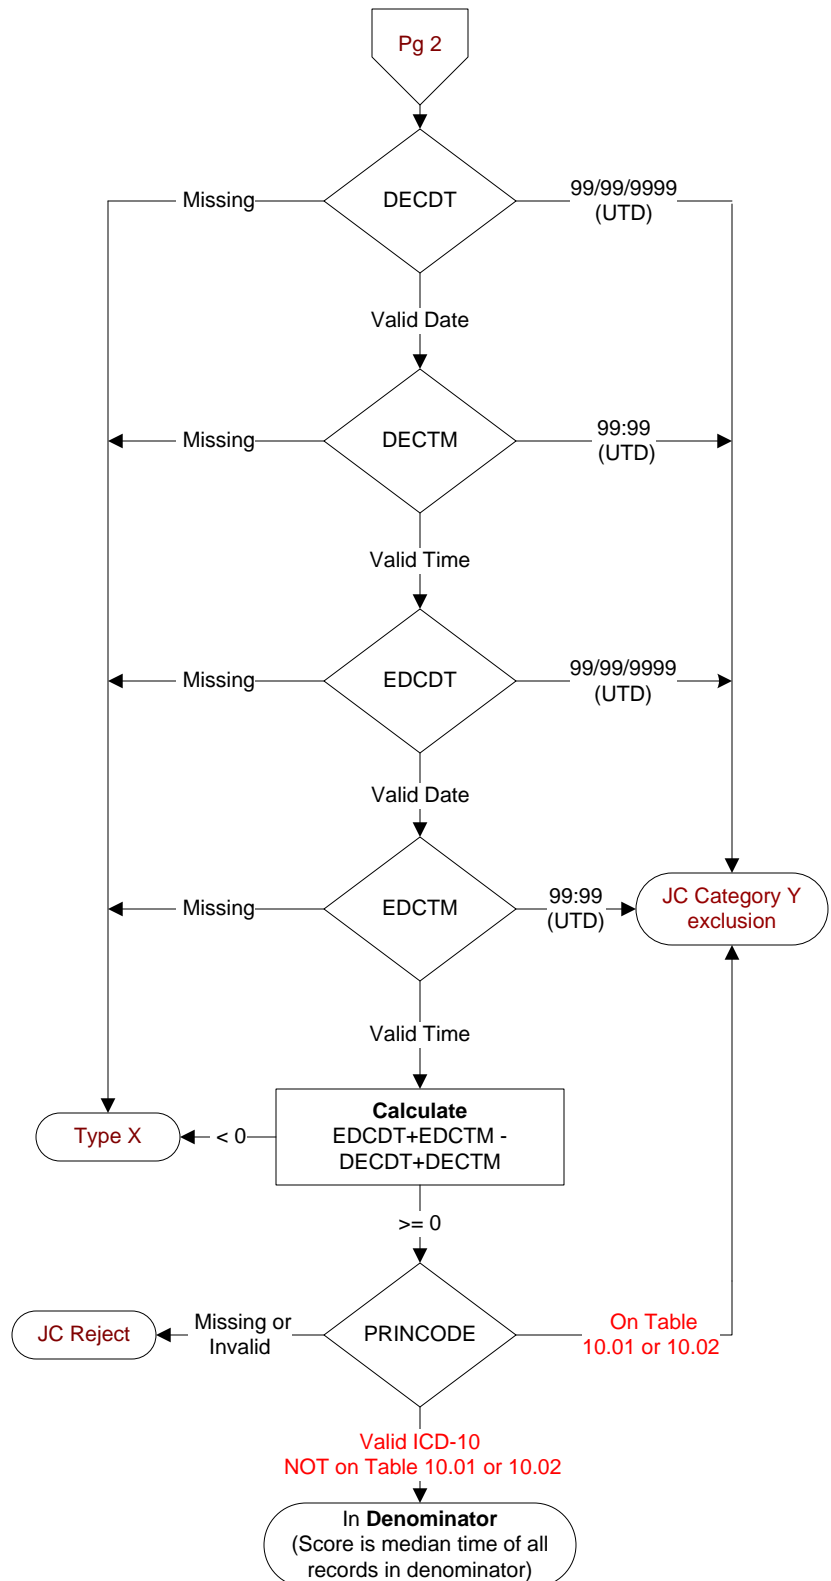 Pg 2
DECDT
Missing
99/99/9999
(UTD)
Valid Date
DECTM
Missing
99:99
(UTD)
Valid Time
EDCDT
Missing
99/99/9999
(UTD)
Valid Date
EDCTM
Missing
99:99
(UTD)
JC Category Y
exclusion
Valid Time
Calculate
EDCDT+EDCTM -
DECDT+DECTM
< 0
Type X
>= 0
PRINCODE
Missing or
Invalid
JC Reject
On Table
10.01 or 10.02
Valid ICD-10
NOT on Table 10.01 or 10.02
In Denominator
(Score is median time of all
records in denominator)